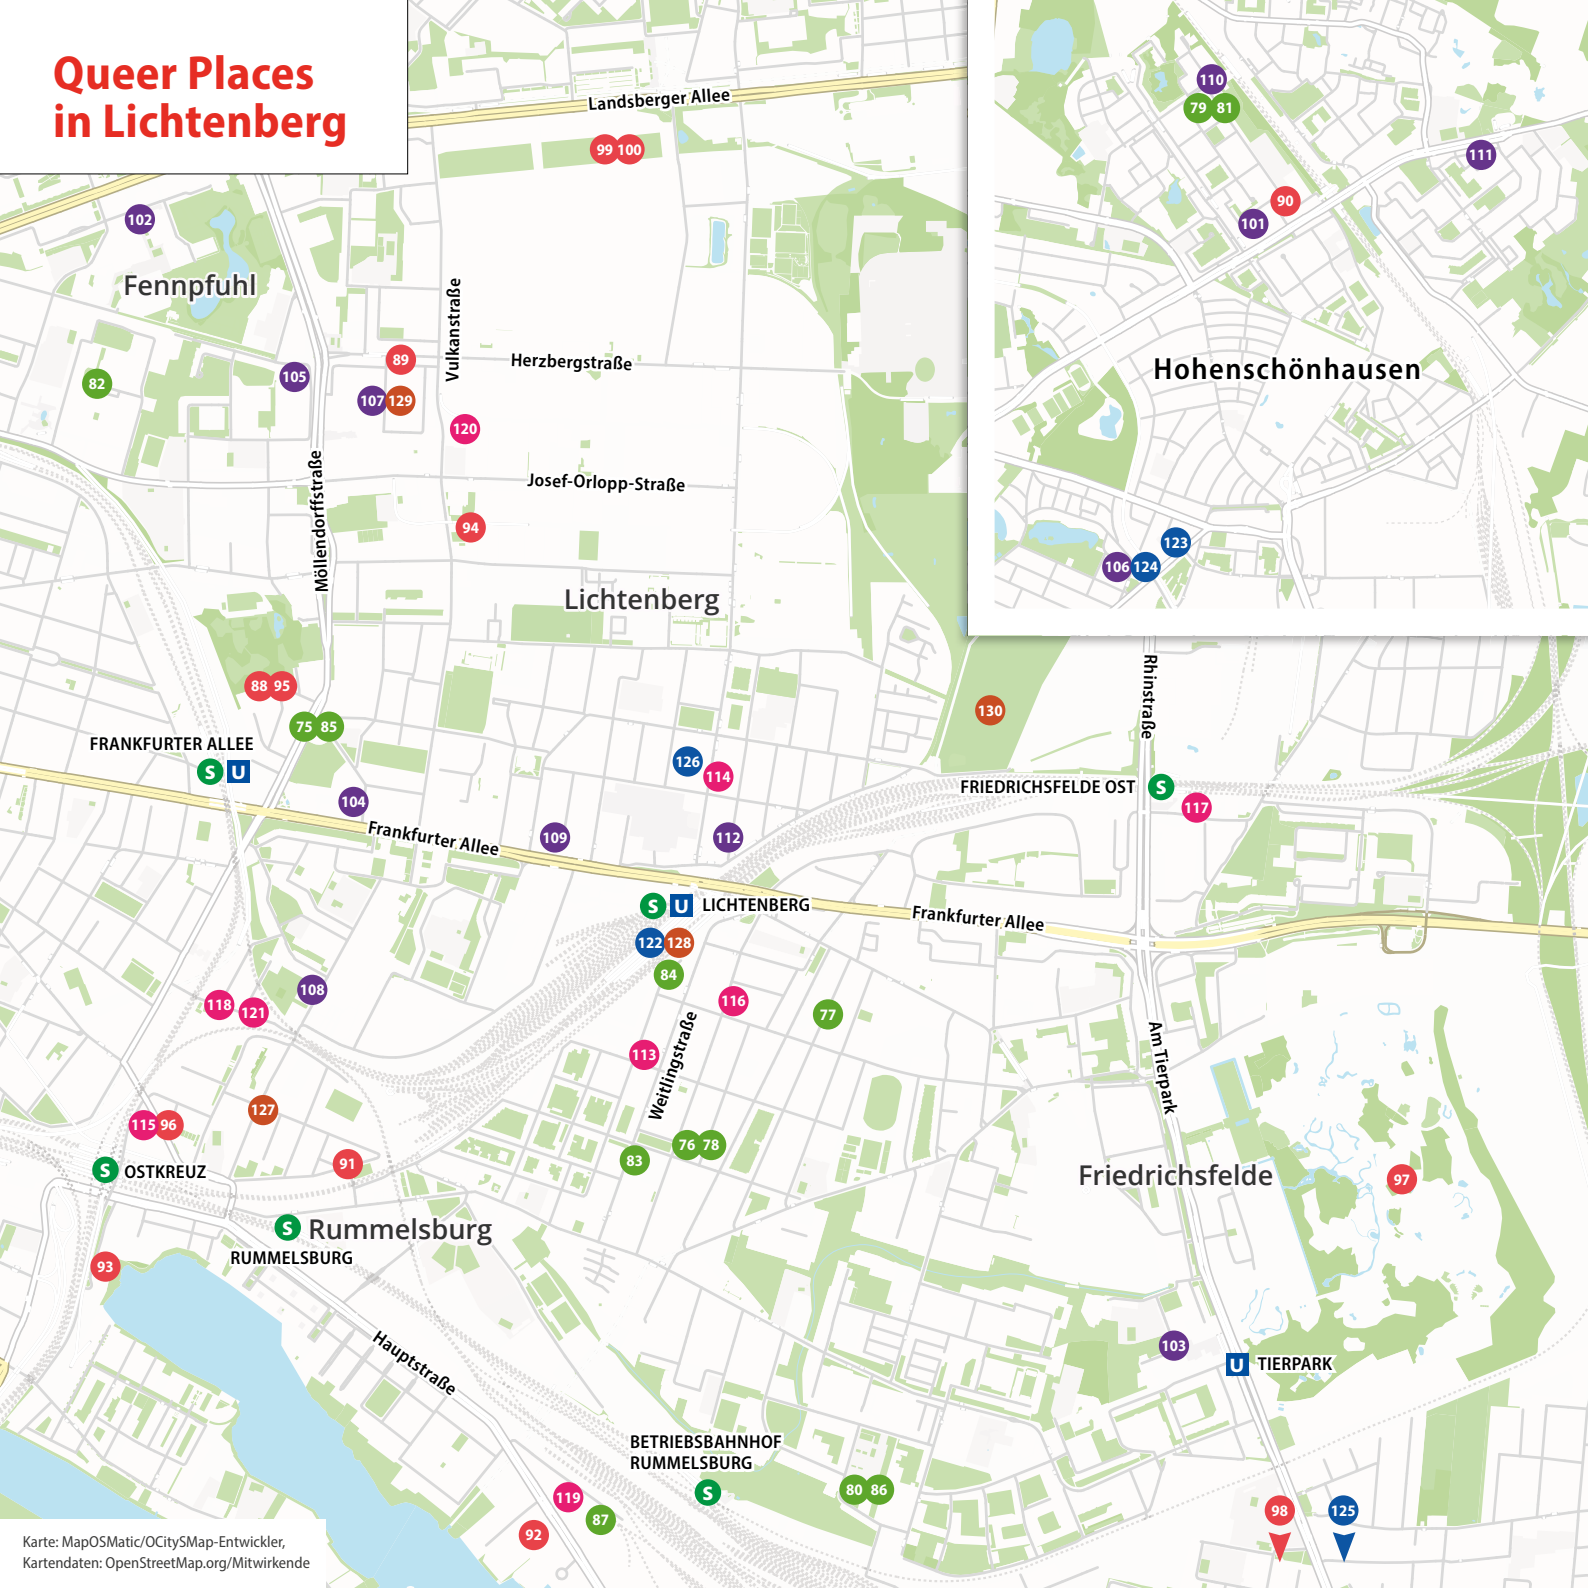 Queer Places
in Lichtenberg
Landsberger Allee
99 100
102
Fennpfuhl
Vulkanstraße
Herzbergstraße
89
105
82
107 129
120
Möllendorffstraße
Josef-Orlopp-Straße
94
Lichtenberg
88 95
75 85
130
FRANKFURTER ALLEE
S U
126
114
104
Frankfurter Allee
109
112
S U LICHTENBERG
Frankfurter Allee
122 128
84
108
118
121
116
77
113
Weitlingstraße
127
115 96
76 78
83
91
S OSTKREUZ
S Rummelsburg
RUMMELSBURG
93
Hauptstraße
BETRIEBSBAHNHOF
RUMMELSBURG
S
80 86
119
87
92
110
79 81
111
90
101
Hohenschönhausen
123
106 124
Rhinstraße
FRIEDRICHSFELDE OST S
117
Am Tierpark
Friedrichsfelde
97
103
U TIERPARK
98
125
Karte: MapOSMatic/OCitySMap-Entwickler,
Kartendaten: OpenStreetMap.org/Mitwirkende